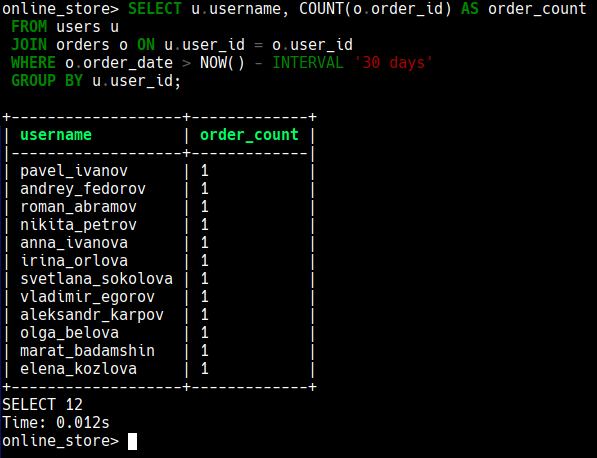 online_store> SELECT u.username, COUNT(o.order_id) AS order_count
 FROM users u
 JOIN orders o ON u.user_id = o.user_id
 WHERE o.order_date > NOW() - INTERVAL '30 days'
 GROUP BY u.user_id;

+-------------------+-------------+
| username          | order_count |
|-------------------+-------------|
| pavel_ivanov      | 1           |
| andrey_fedorov    | 1           |
| roman_abramov     | 1           |
| nikita_petrov     | 1           |
| anna_ivanova      | 1           |
| irina_orlova      | 1           |
| svetlana_sokolova | 1           |
| vladimir_egorov   | 1           |
| aleksandr_karpov  | 1           |
| olga_belova       | 1           |
| marat_badamshin   | 1           |
| elena_kozlova     | 1           |
+-------------------+-------------+
SELECT 12
Time: 0.012s
online_store>